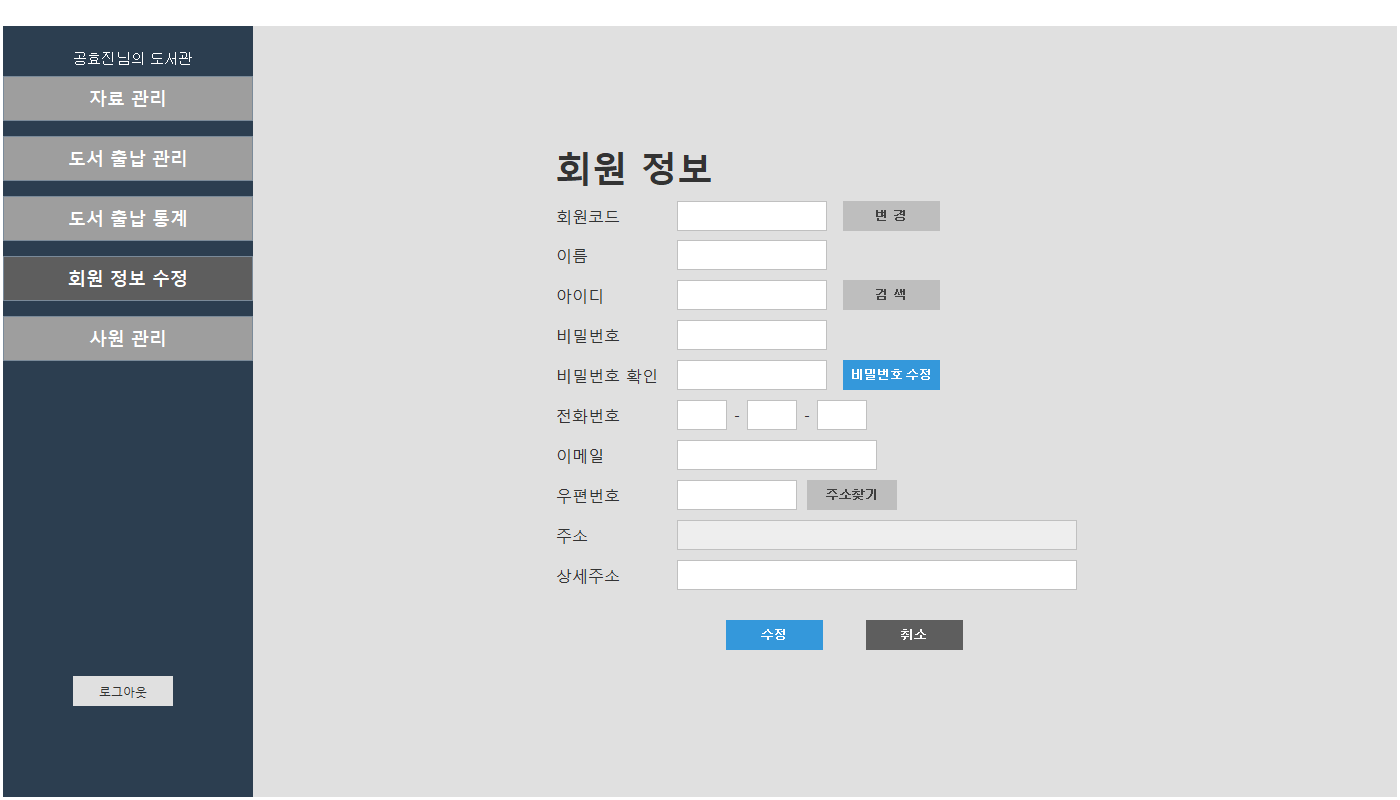 공효진님의 도서관
자료 관리
도서 출납 관리
도서 출납 통계
회원 정보 수정
사원 관리
로그아웃
회원 정보
회원코드 변 경
이름
아이디 검 색
비밀번호
비밀번호 확인 비밀번호 수정
전화번호 - -
이메일
우편번호 주소찾기
주소
상세주소
수정 취소